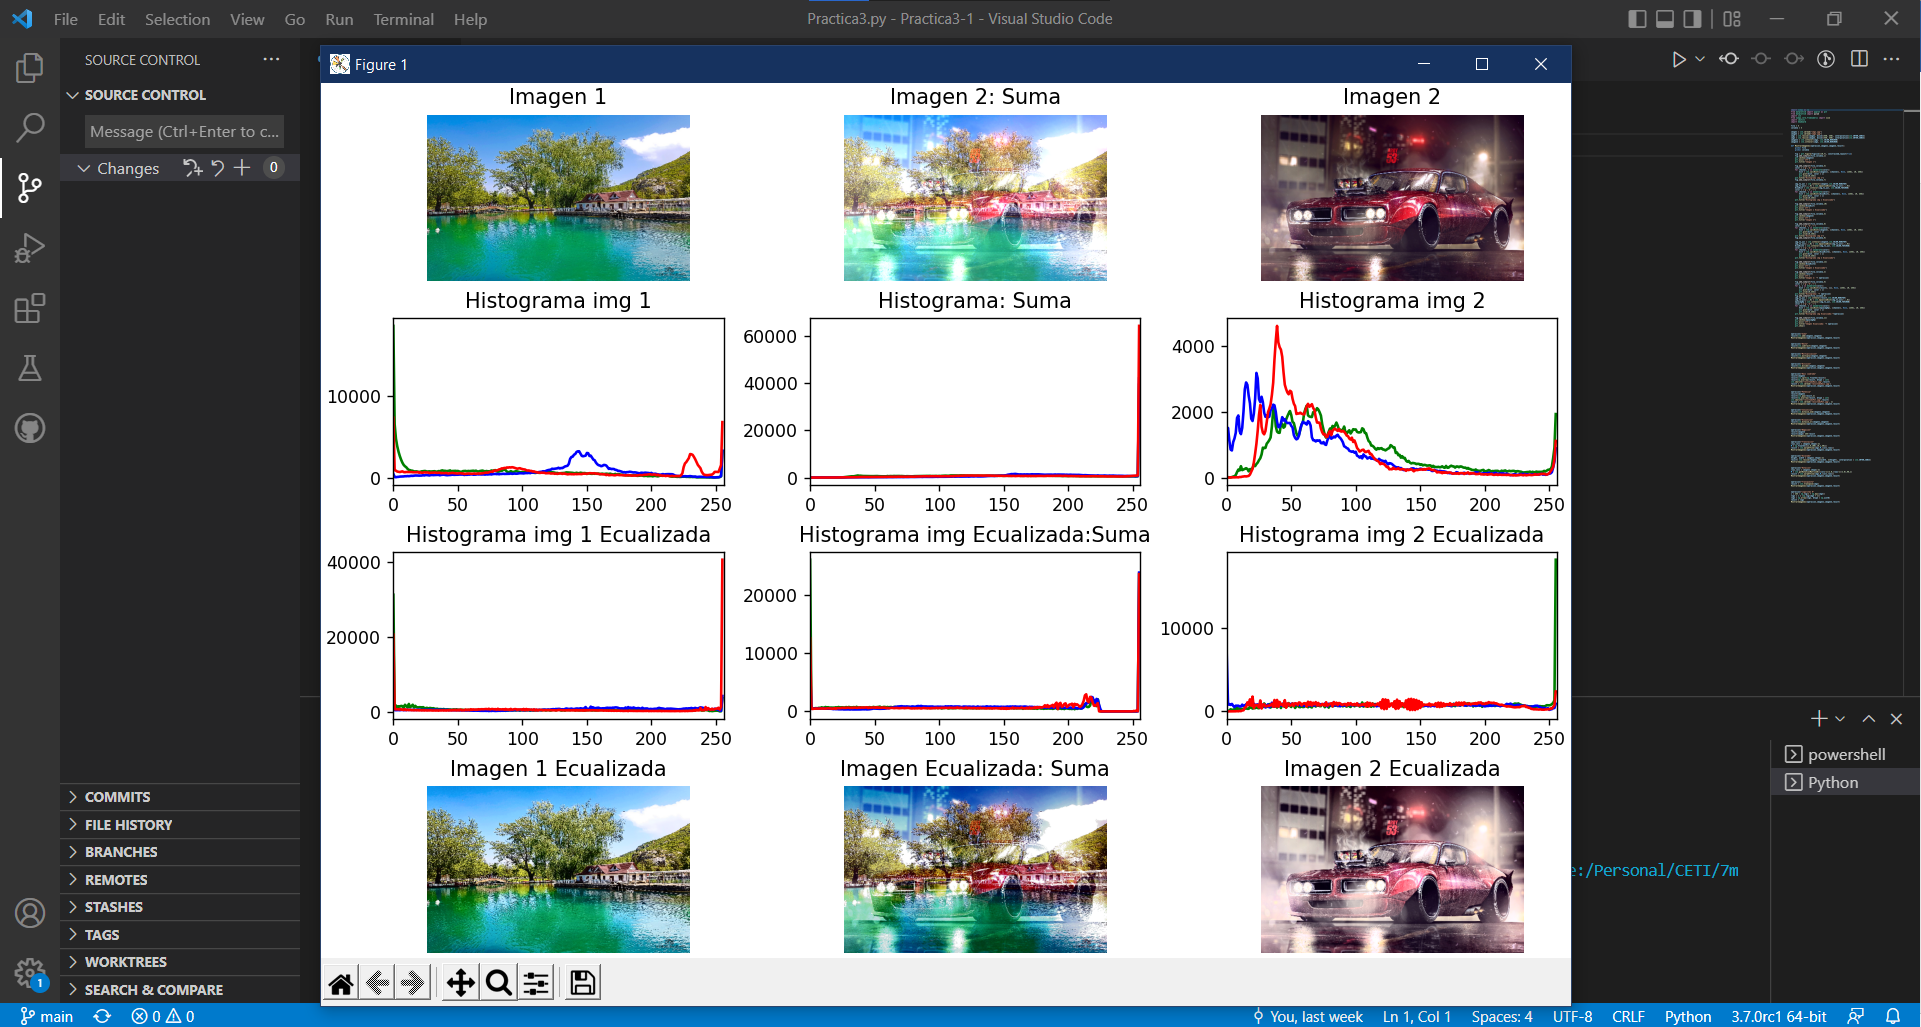 File Edit Selection View Go Run Terminal Help
Practica3.py - Practica3-1 - Visual Studio Code
SOURCE CONTROL
SOURCE CONTROL
Message (Ctrl+Enter to c...
Changes 0
COMMITS
FILE HISTORY
BRANCHES
REMOTES
STASHES
TAGS
WORKTREES
SEARCH & COMPARE
1
Figure 1
Imagen 1
Imagen 2: Suma
Imagen 2
53
Histograma img 1
10000
0
0 50 100 150 200 250
Histograma: Suma
60000
40000
20000
0
0 50 100 150 200 250
Histograma img 2
4000
2000
0
0 50 100 150 200 250
Histograma img 1 Ecualizada
40000
20000
0
0 50 100 150 200 250
Histograma img Ecualizada:Suma
20000
10000
0
0 50 100 150 200 250
Histograma img 2 Ecualizada
10000
0
0 50 100 150 200 250
Imagen 1 Ecualizada
Imagen Ecualizada: Suma
Imagen 2 Ecualizada
53
powershell
Python
e:/Personal/CETI/7m
main 0 0
You, last week Ln 1, Col 1 Spaces: 4 UTF-8 CRLF Python 3.7.0rc1 64-bit